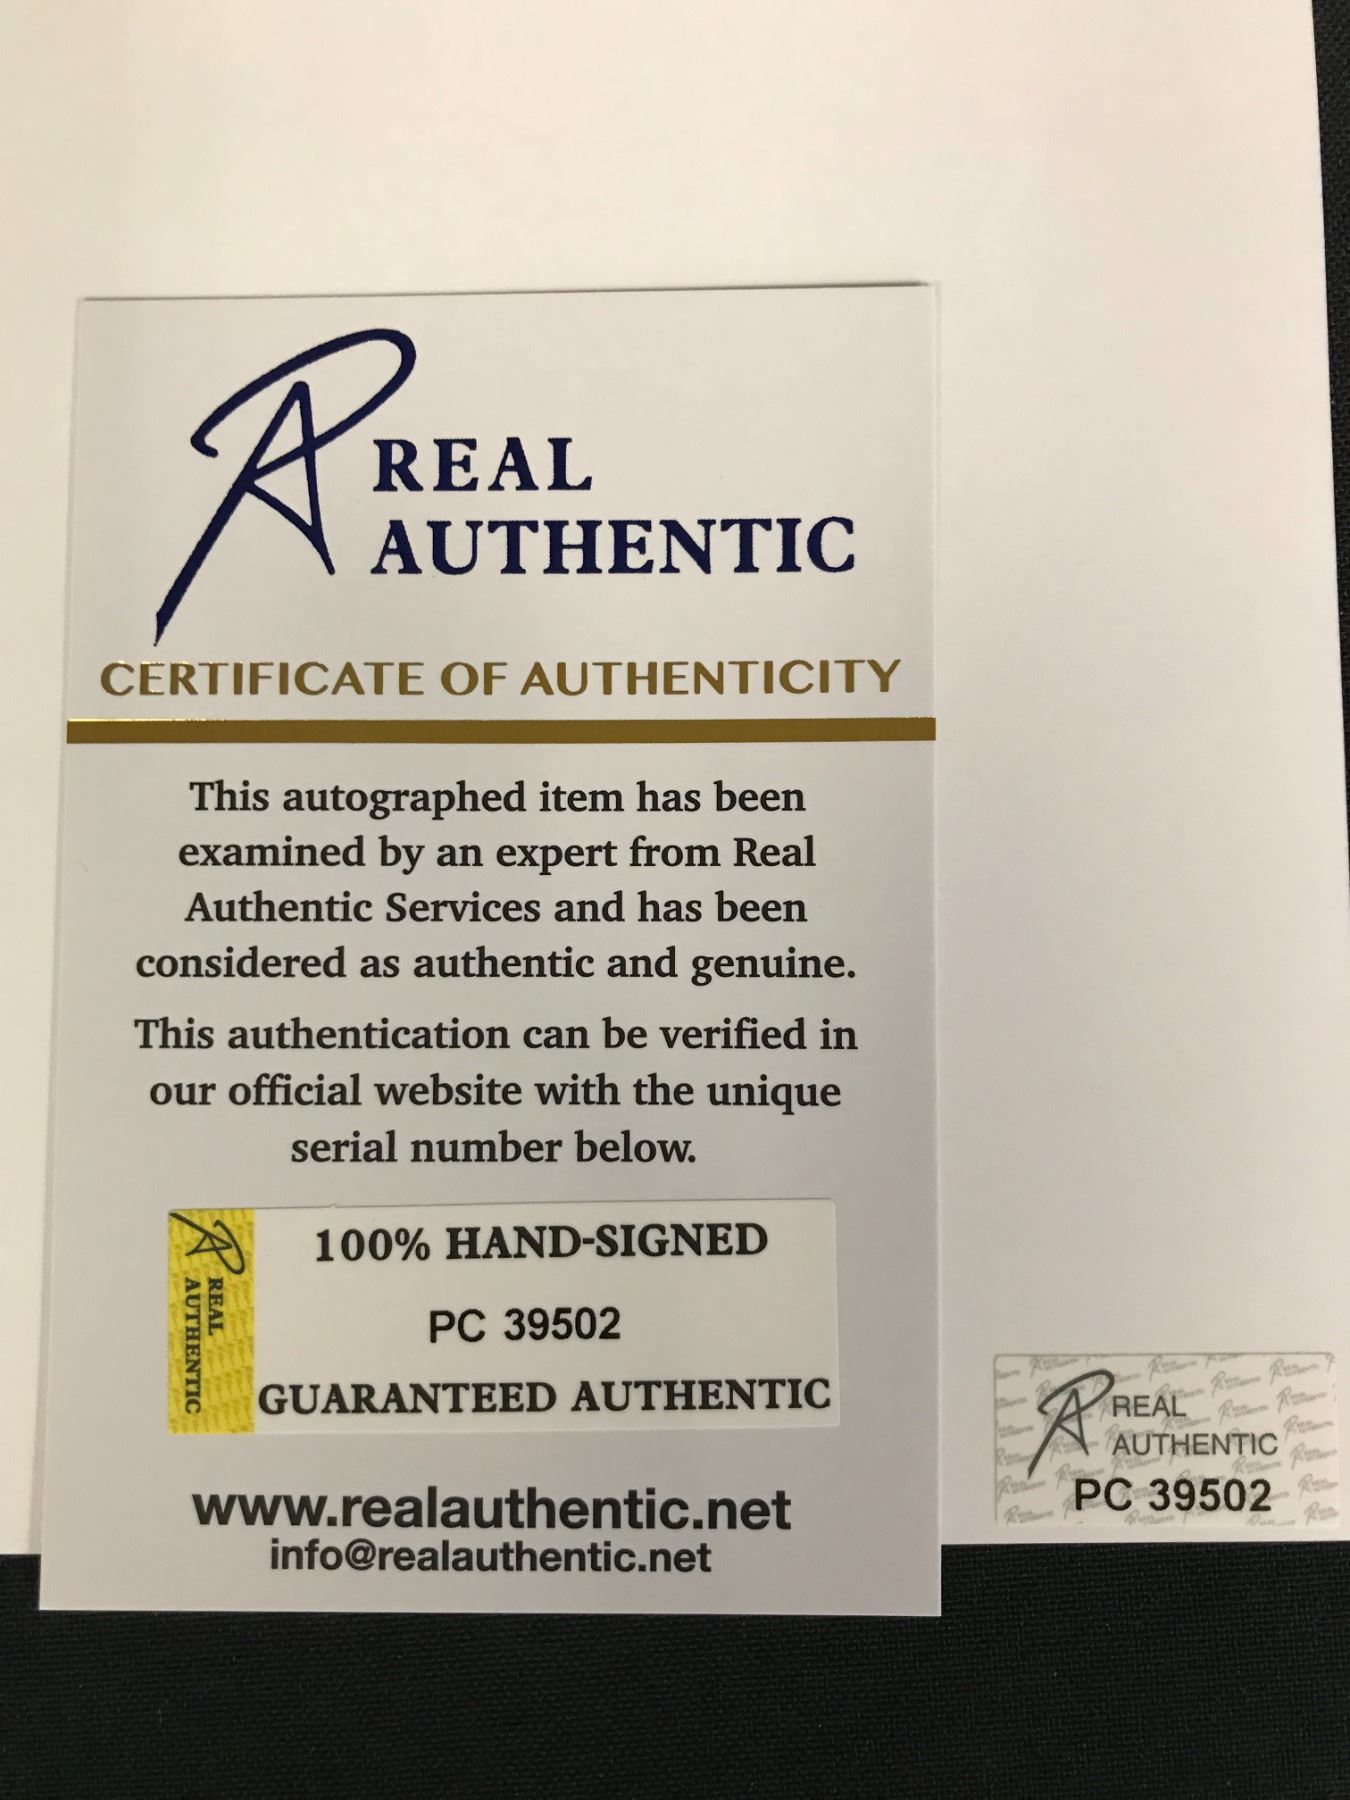 REAL
AUTHENTIC
CERTIFICATE OF AUTHENTICITY
This autographed item has been
examined by an expert from Real
Authentic Services and has been
considered as authentic and genuine.
This authentication can be verified in
our official website with the unique
serial number below.
REAL
AUTHENTIC
100% HAND-SIGNED
PC 39502
GUARANTEED AUTHENTIC
www.realauthentic.net
info@realauthentic.net
REAL
AUTHENTIC
PC 39502